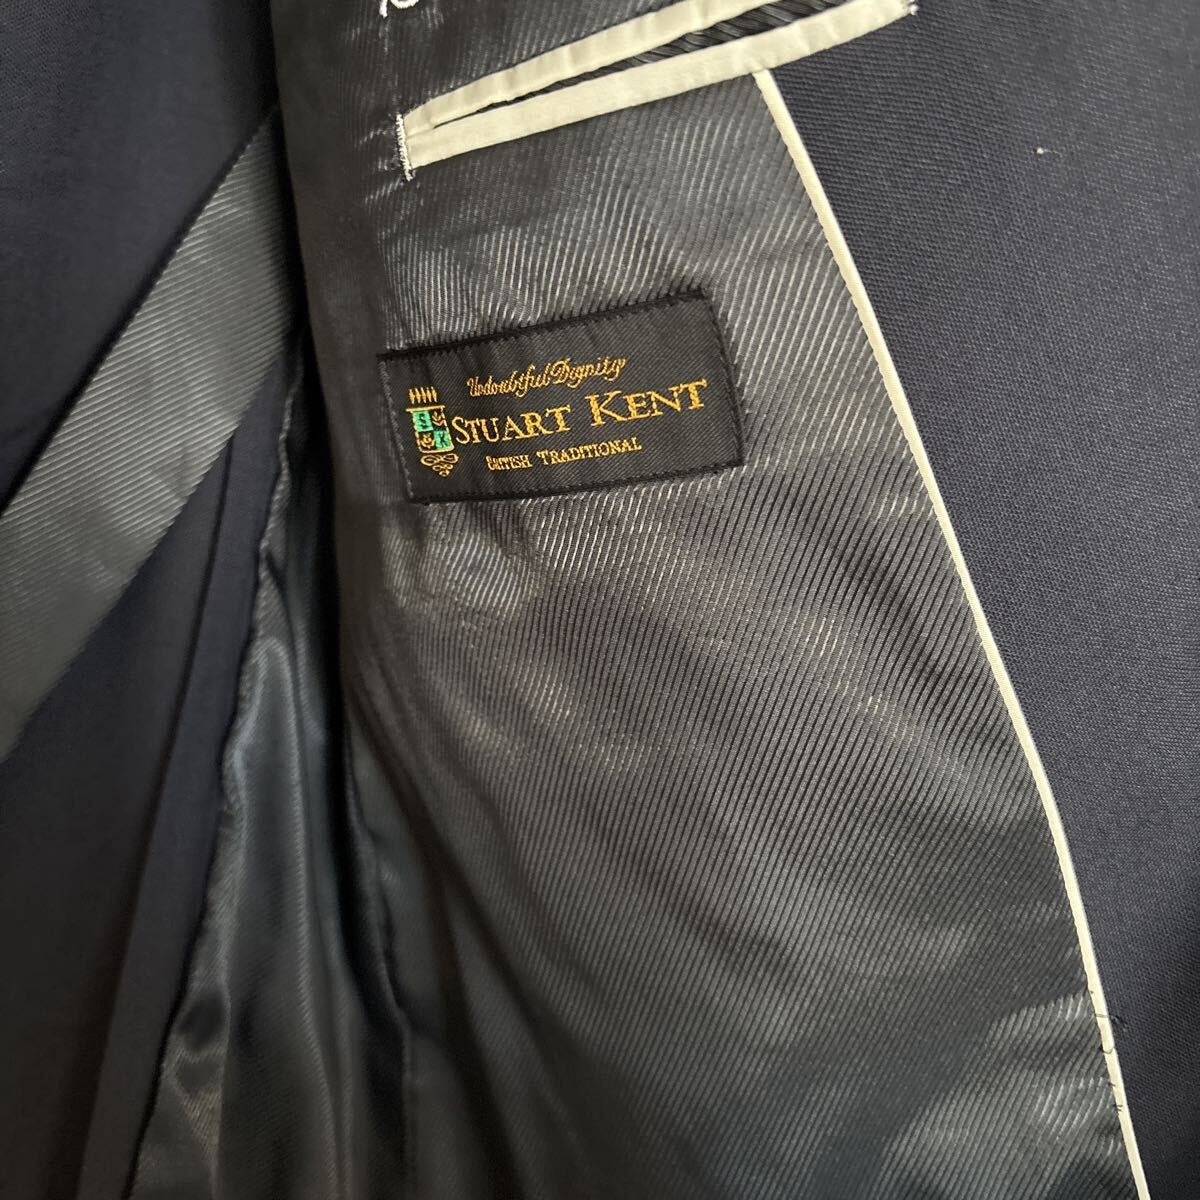 Undoubtful Dignity
S K
STUART KENT
BRITISH TRADITIONAL